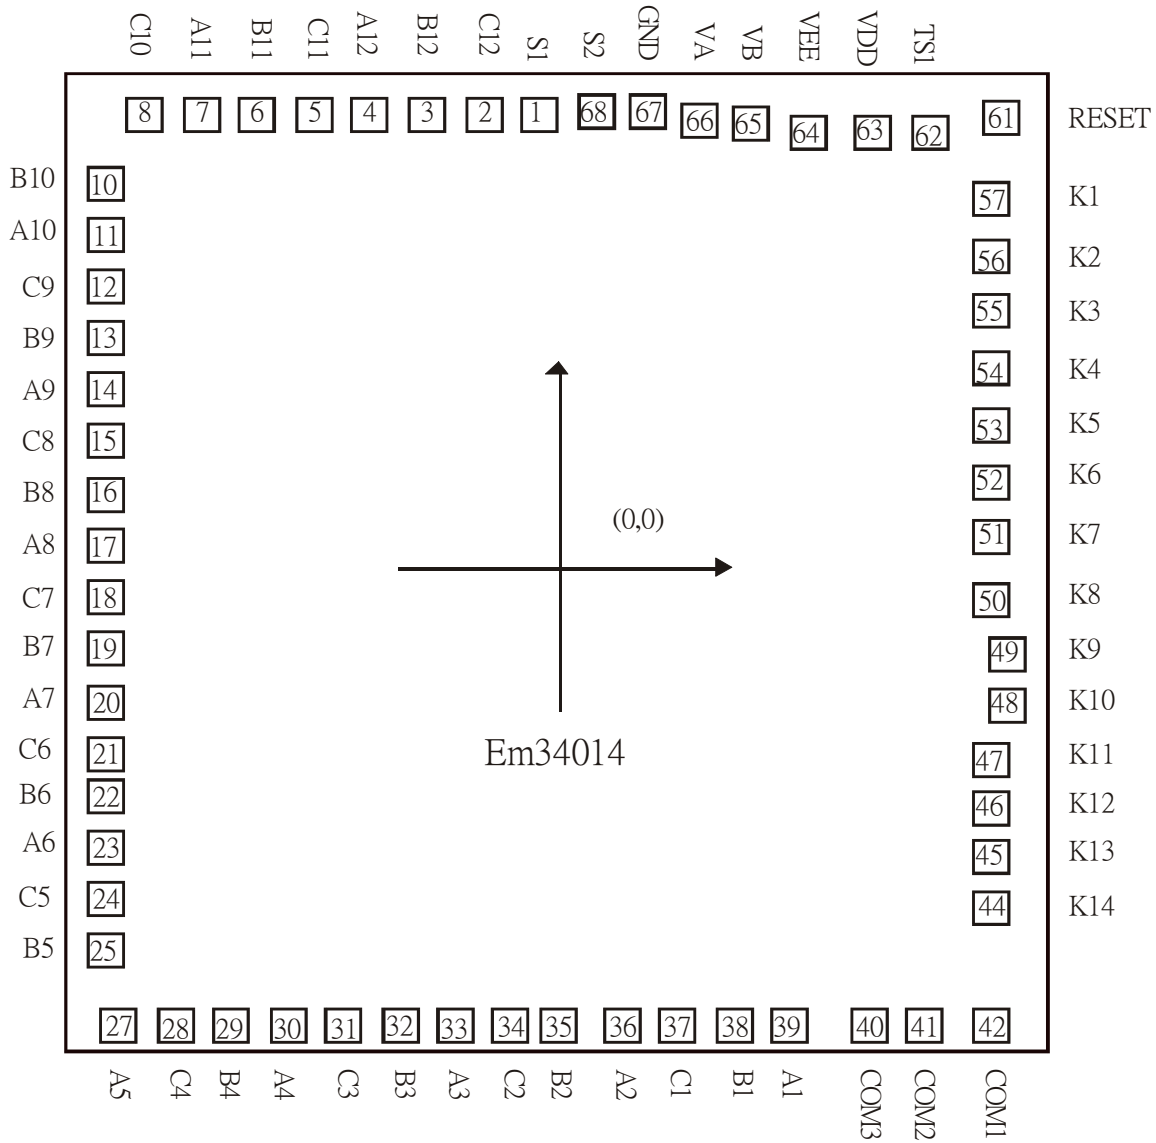 C10 A11 B11 C11 A12 B12 C12 S1 S2 GND VA VB VEE VDD TS1
8 7 6 5 4 3 2 1 68 67 66 65 64 63 62 61 RESET
B10 10 57 K1
A10 11 56 K2
C9 12 55 K3
B9 13 54 K4
A9 14 53 K5
C8 15 52 K6
B8 16 (0,0)
A8 17 51 K7
C7 18 50 K8
B7 19 49 K9
A7 20 48 K10
C6 21 Em34014 47 K11
B6 22 46 K12
A6 23 45 K13
C5 24 44 K14
B5 25
27 28 29 30 31 32 33 34 35 36 37 38 39 40 41 42
A5 C4 B4 A4 C3 B3 A3 C2 B2 A2 C1 B1 A1 COM3 COM2 COM1